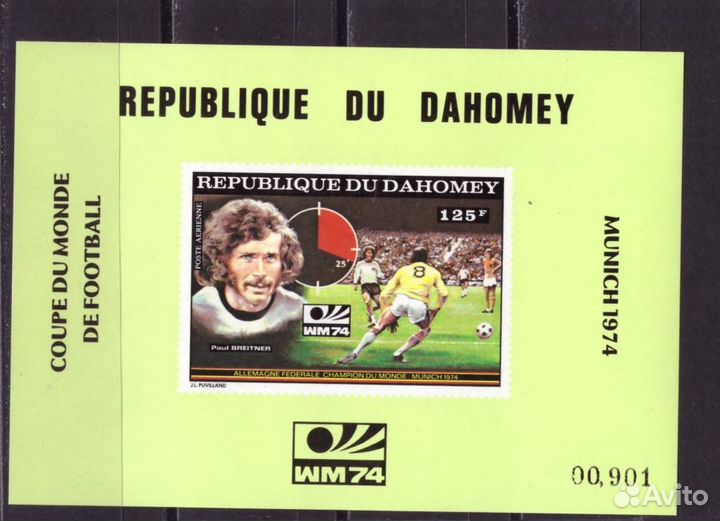 REPUBLIQUE DU DAHOMEY
COUPE DU MONDE
DE FOOTBALL
REPUBLIQUE DU DAHOMEY
125F
POSTE AERIENNE
25'
8
WM74
Paul BREITNER
ALLEMAGNE FEDERALE CHAMPION DU MONDE : MUNICH 1974
J.L. PUVILLAND
MUNICH 1974
WM74
00,901
Avito